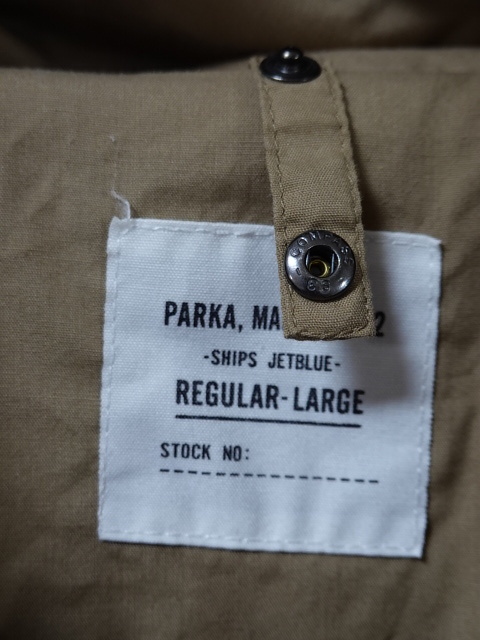 PARKA, MA 2
-SHIPS JETBLUE-
REGULAR-LARGE
STOCK NO: